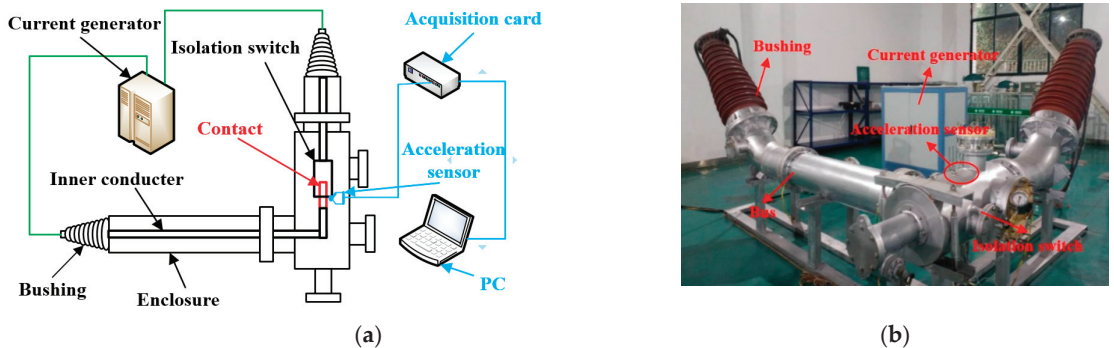 Current generator
Isolation switch
Acquisition card
Contact
Acceleration sensor
Inner conducter
Bushing
Enclosure
PC
(a)
Bushing
Current generator
Acceleration sensor
Bus
Isolation switch
(b)